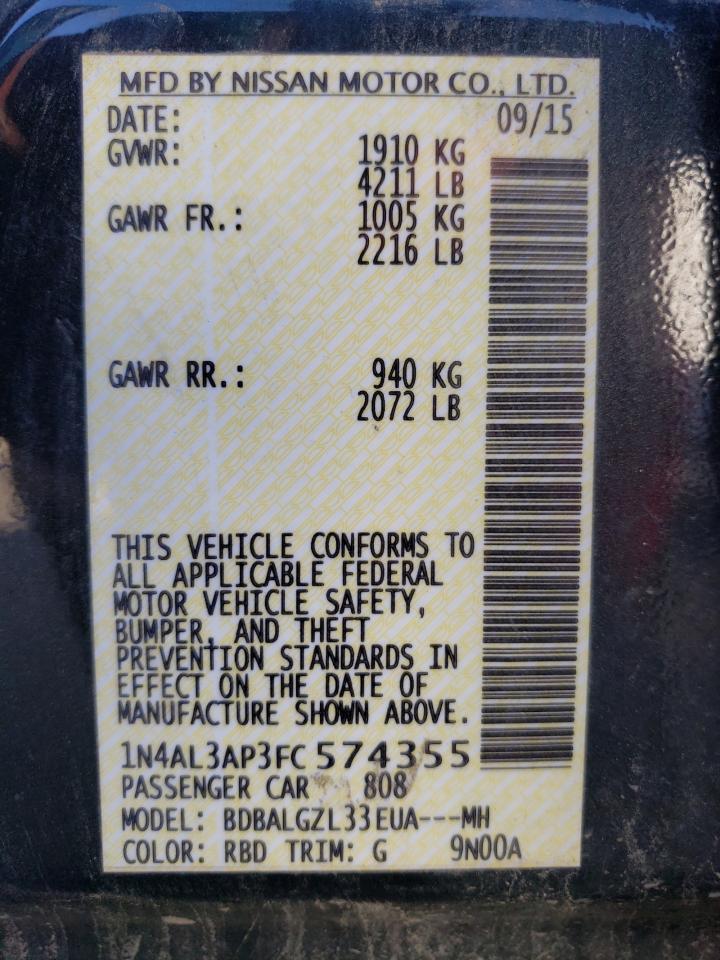 MFD BY NISSAN MOTOR CO., LTD.
DATE: 09/15
GVWR: 1910 KG
4211 LB
GAWR FR.: 1005 KG
2216 LB
GAWR RR.: 940 KG
2072 LB
THIS VEHICLE CONFORMS TO
ALL APPLICABLE FEDERAL
MOTOR VEHICLE SAFETY,
BUMPER, AND THEFT
PREVENTION STANDARDS IN
EFFECT ON THE DATE OF
MANUFACTURE SHOWN ABOVE.
1N4AL3AP3FC574355
PASSENGER CAR 808
MODEL: BDBALGZL33EUA---MH
COLOR: RBD TRIM: G 9N00A